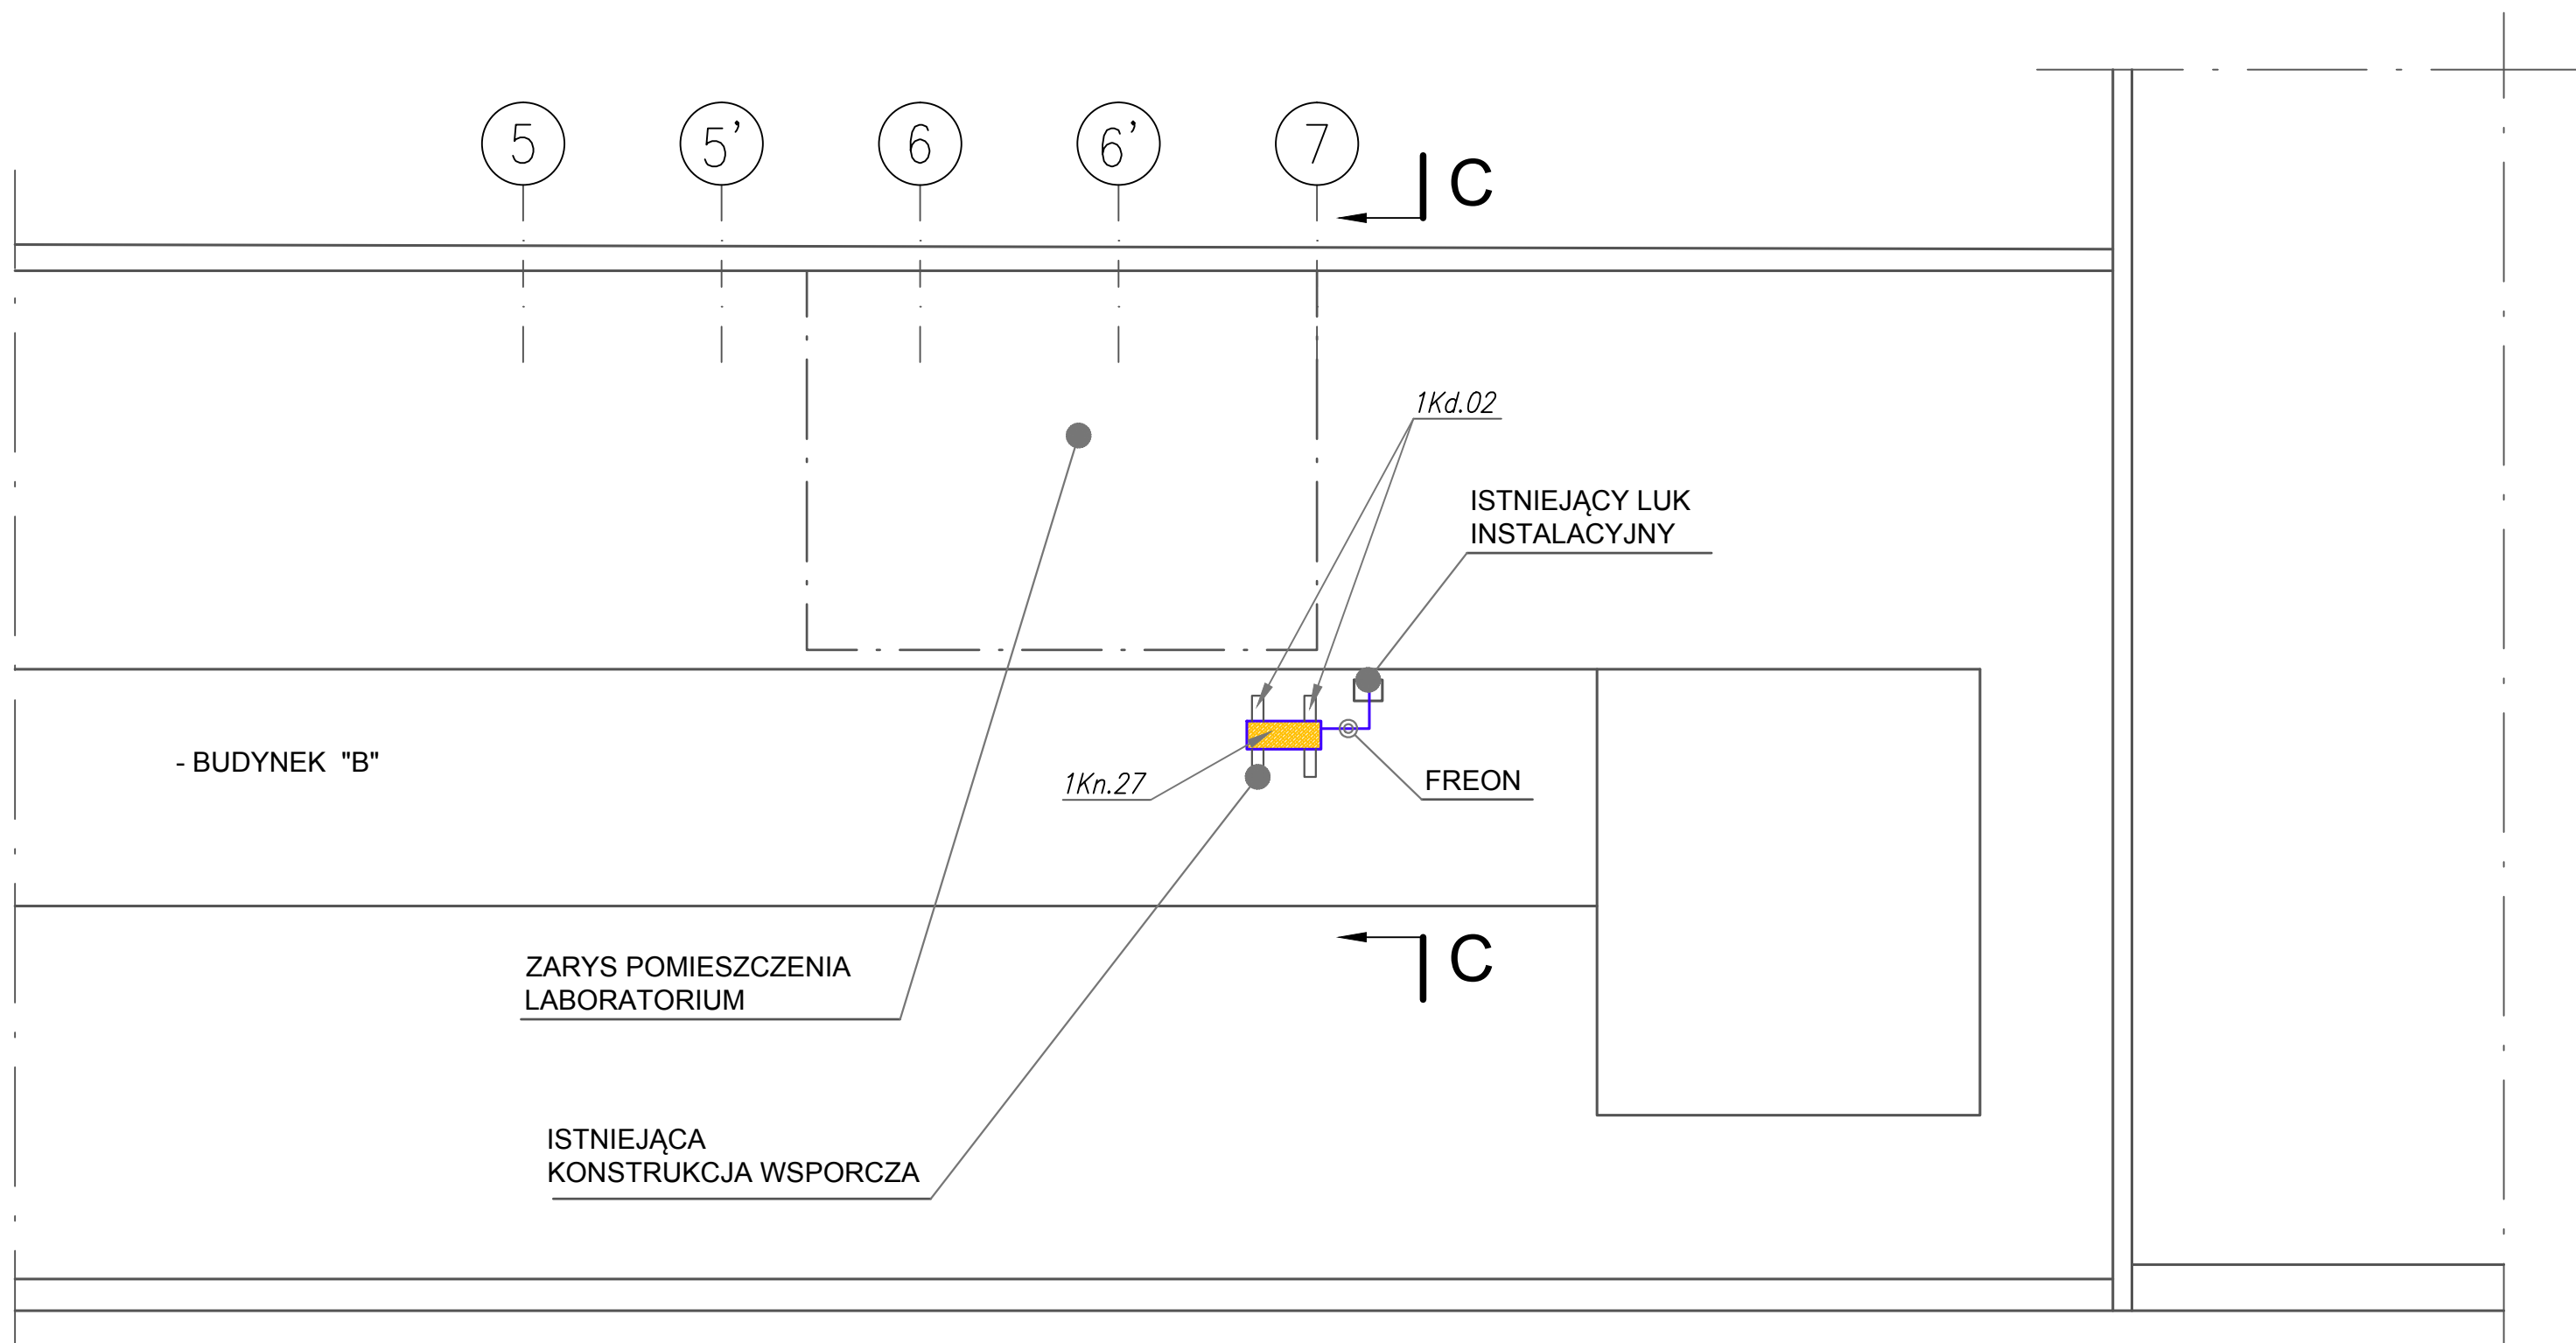 5
5'
6
6'
7
C
1Kd.02
ISTNIEJĄCY LUK
INSTALACYJNY
- BUDYNEK "B"
1Kn.27
FREON
C
ZARYS POMIESZCZENIA
LABORATORIUM
ISTNIEJĄCA
KONSTRUKCJA WSPORCZA